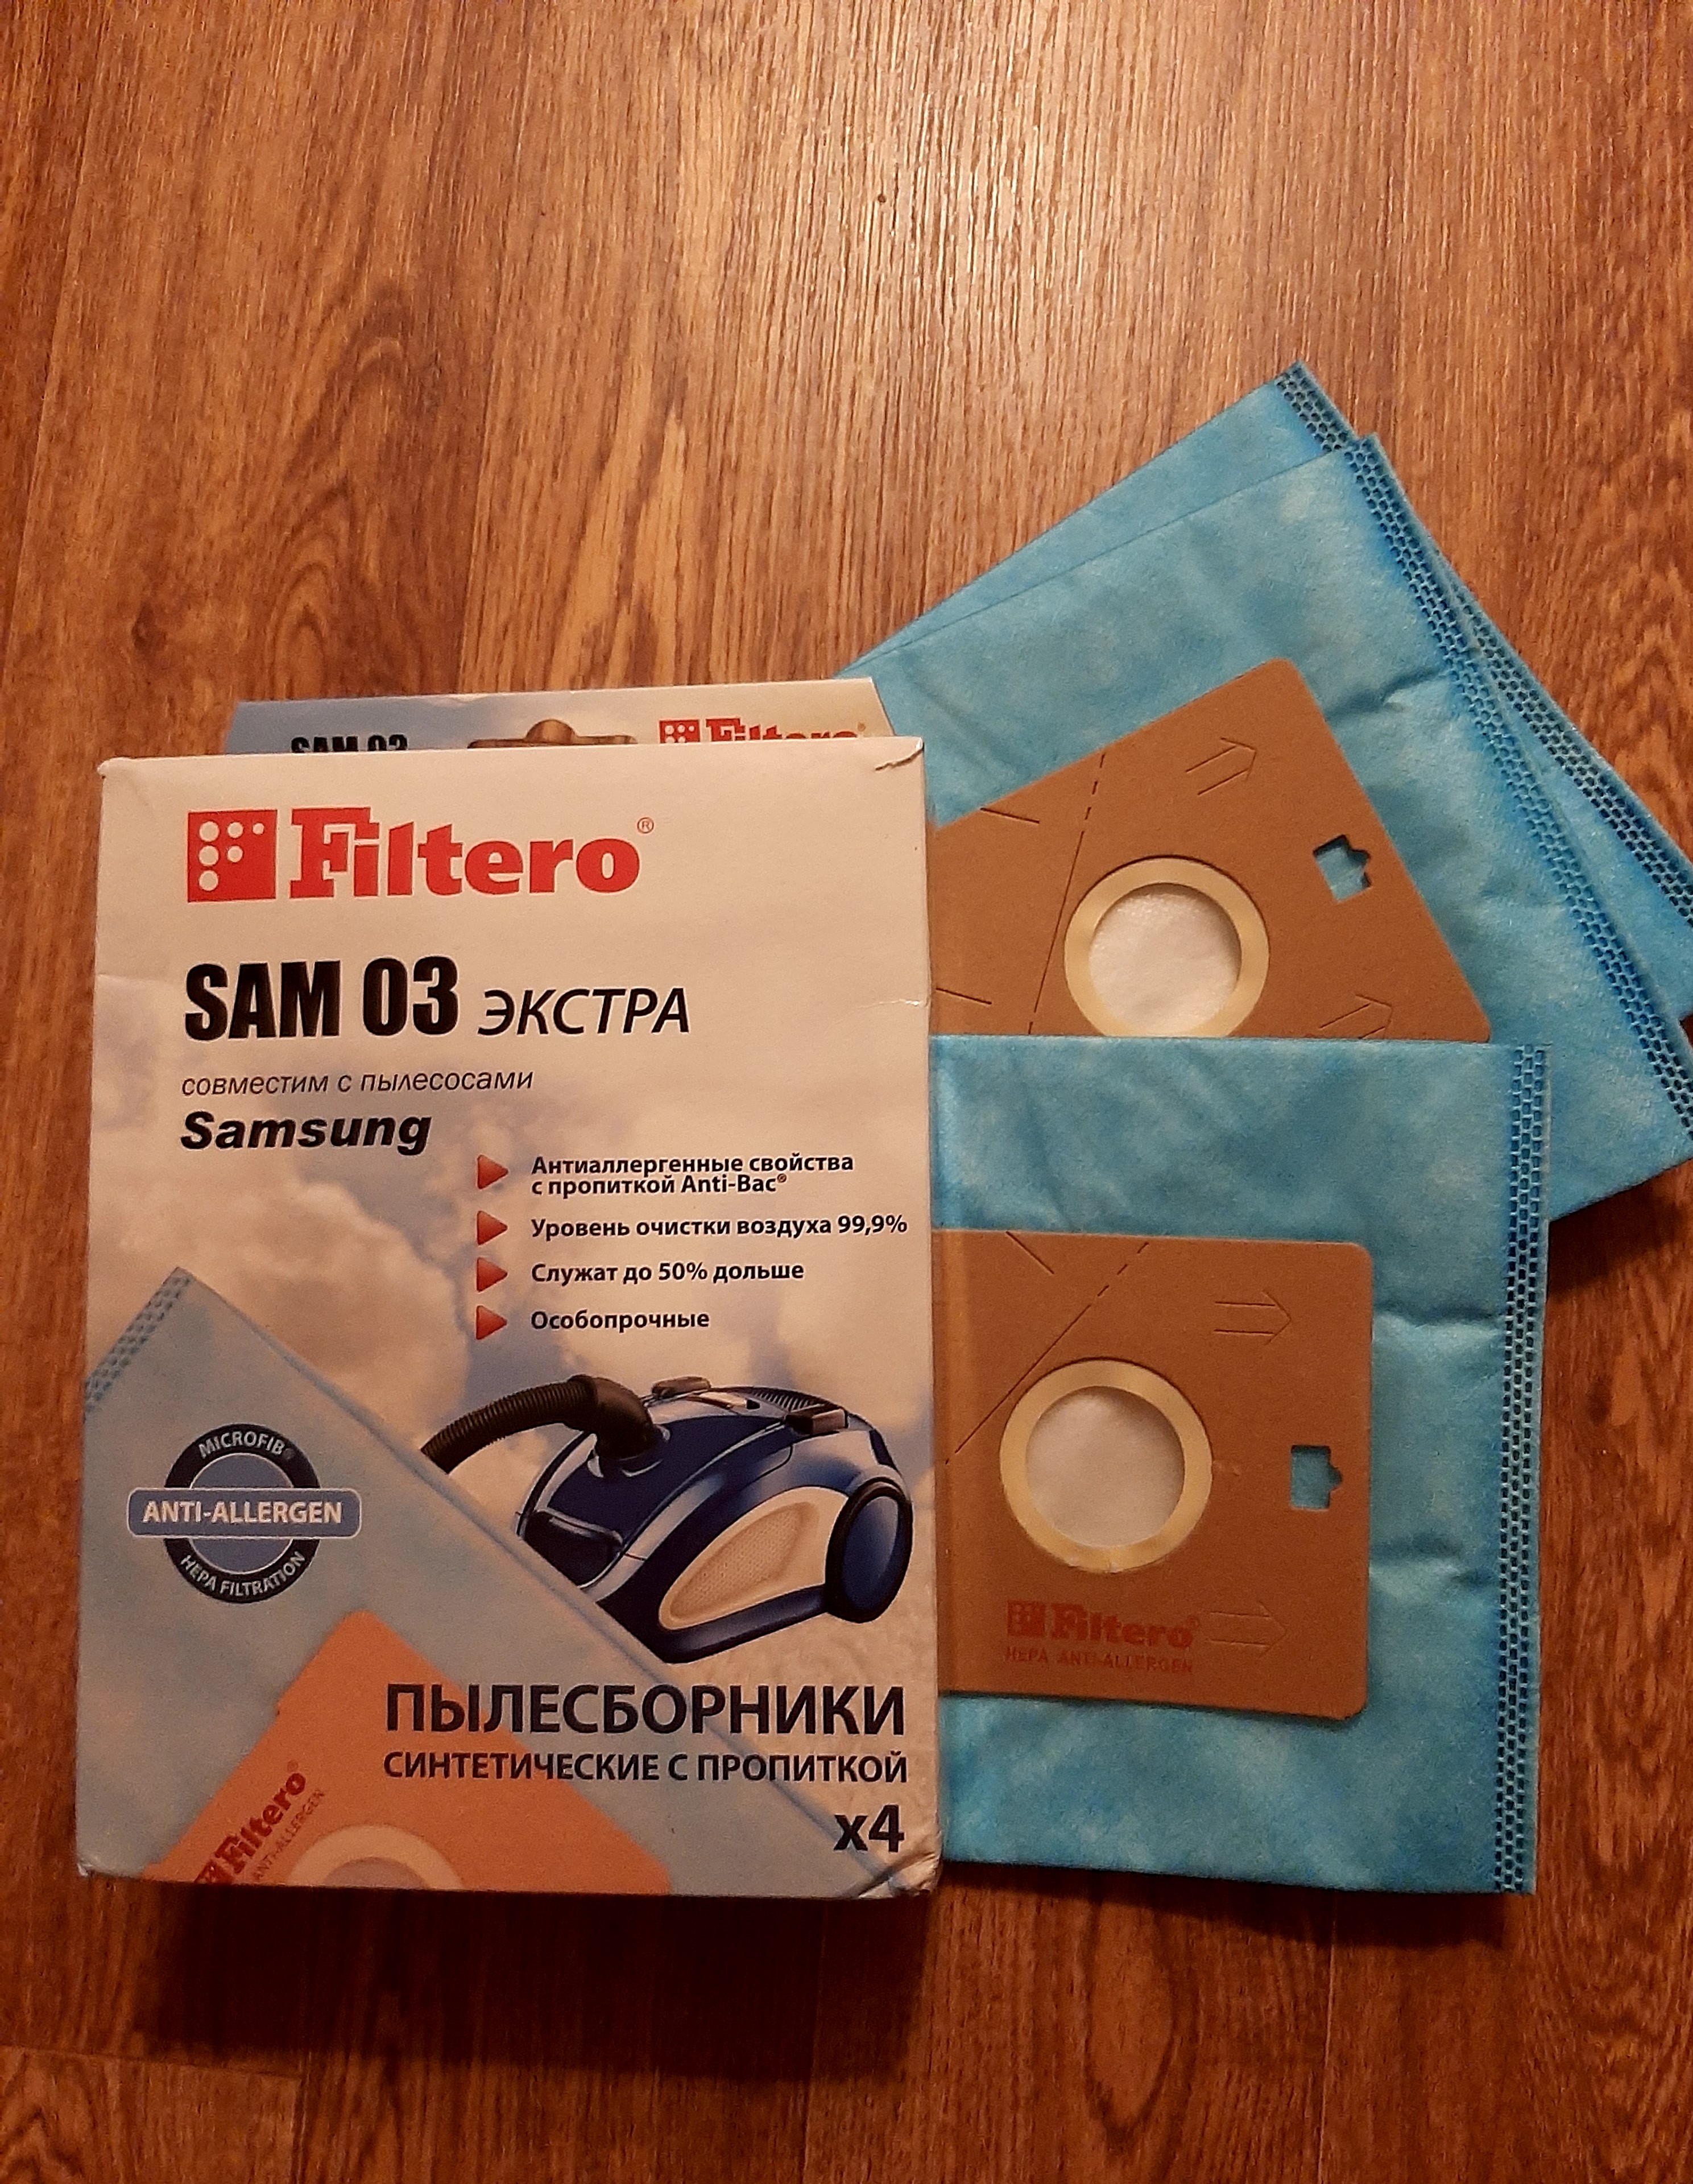 SAM 03
Filtero
Filtero®
SAM 03 ЭКСТРА
совместим с пылесосами
Samsung
Антиаллергенные свойства
с пропиткой Anti-Bac®
Уровень очистки воздуха 99,9%
Служат до 50% дольше
Особопрочные
MICROFIB®
ANTI-ALLERGEN
HEPA FILTRATION
ПЫЛЕСБОРНИКИ
СИНТЕТИЧЕСКИЕ С ПРОПИТКОЙ
x4
Filtero®
ANTI-ALLERGEN
Filtero®
HEPA ANTI-ALLERGEN